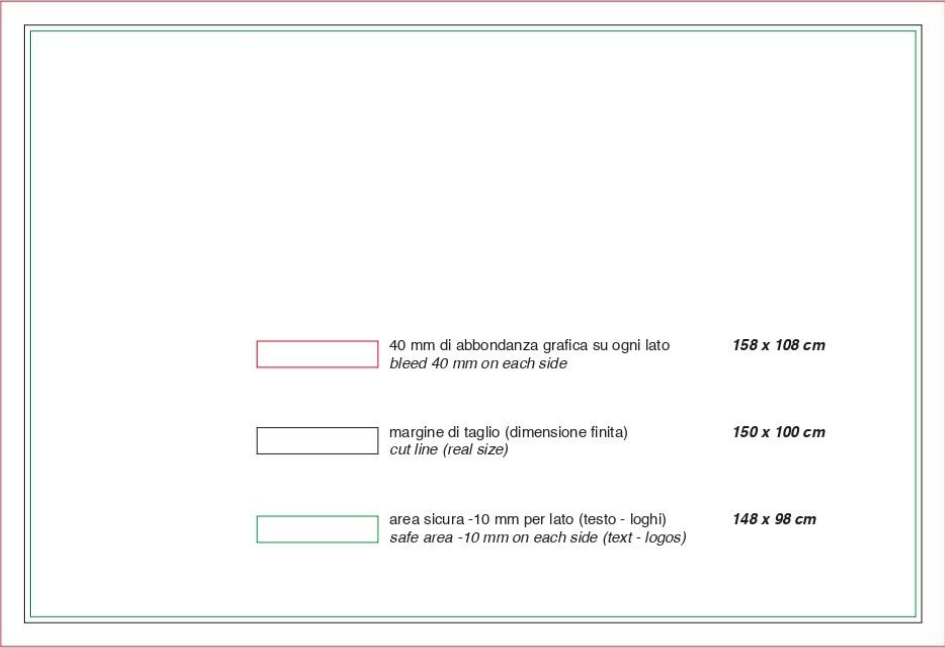 40 mm di abbondanza grafica su ogni lato 158 x 108 cm
bleed 40 mm on each side
margine di taglio (dimensione finita) 150 x 100 cm
cut line (real size)
area sicura -10 mm per lato (testo - loghi) 148 x 98 cm
safe area -10 mm on each side (text - logos)